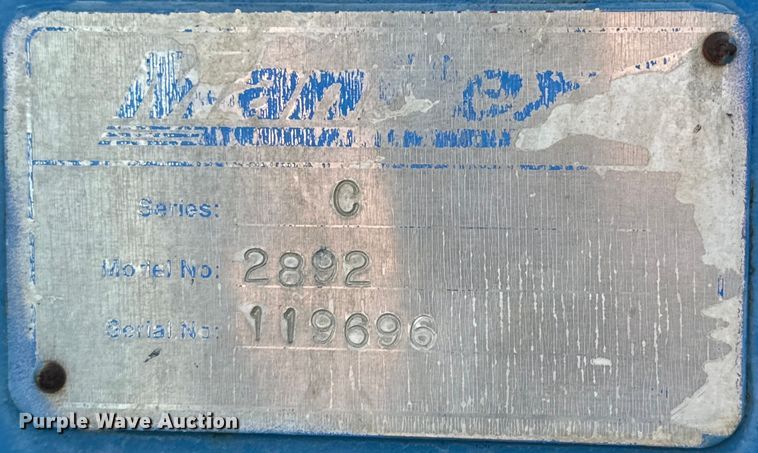 Series: C
Model No: 2892
Serial No: 119696
Purple Wave Auction